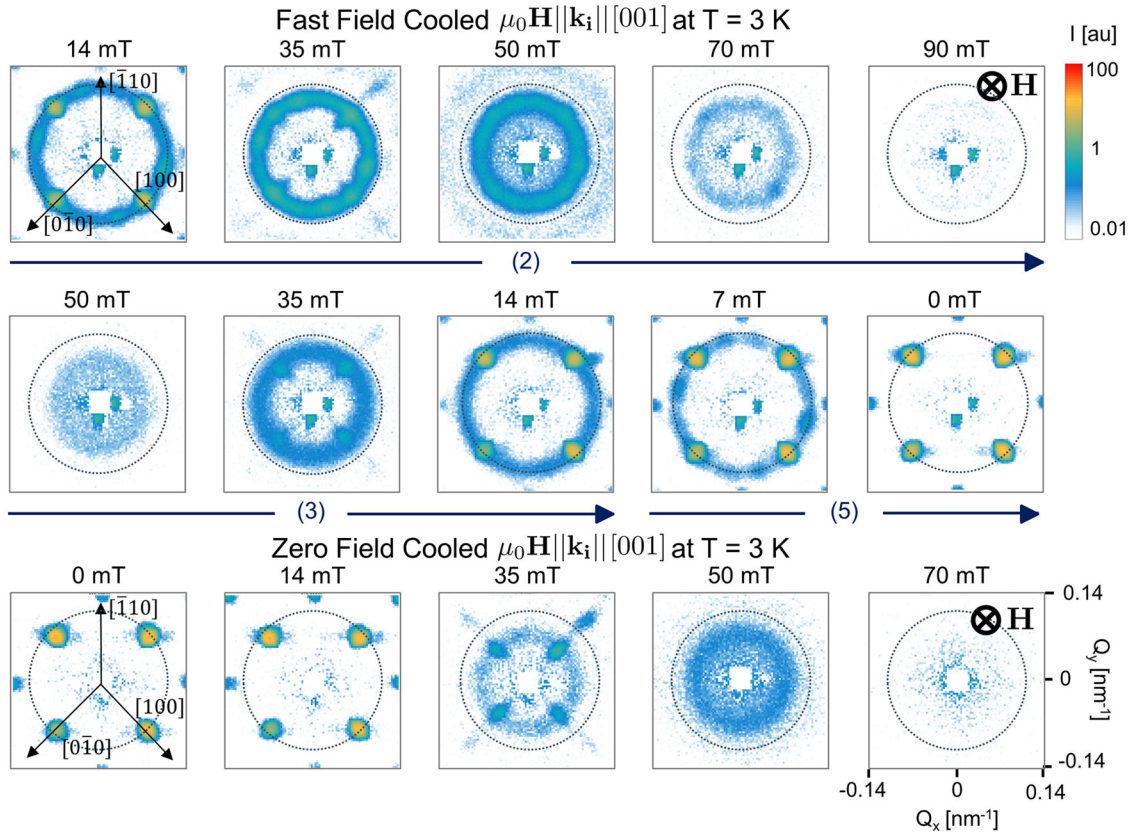 Fast Field Cooled μ₀H||kᵢ||[001] at T = 3 K
14 mT 35 mT 50 mT 70 mT 90 mT
I [au]
100
1
0.01
[1̄10]
[100]
[01̄0]
H
(2)
50 mT 35 mT 14 mT 7 mT 0 mT
(3) (5)
Zero Field Cooled μ₀H||kᵢ||[001] at T = 3 K
0 mT 14 mT 35 mT 50 mT 70 mT
[1̄10]
[100]
[01̄0]
H
0.14
0
-0.14
Q_y [nm⁻¹]
-0.14 0 0.14
Q_x [nm⁻¹]